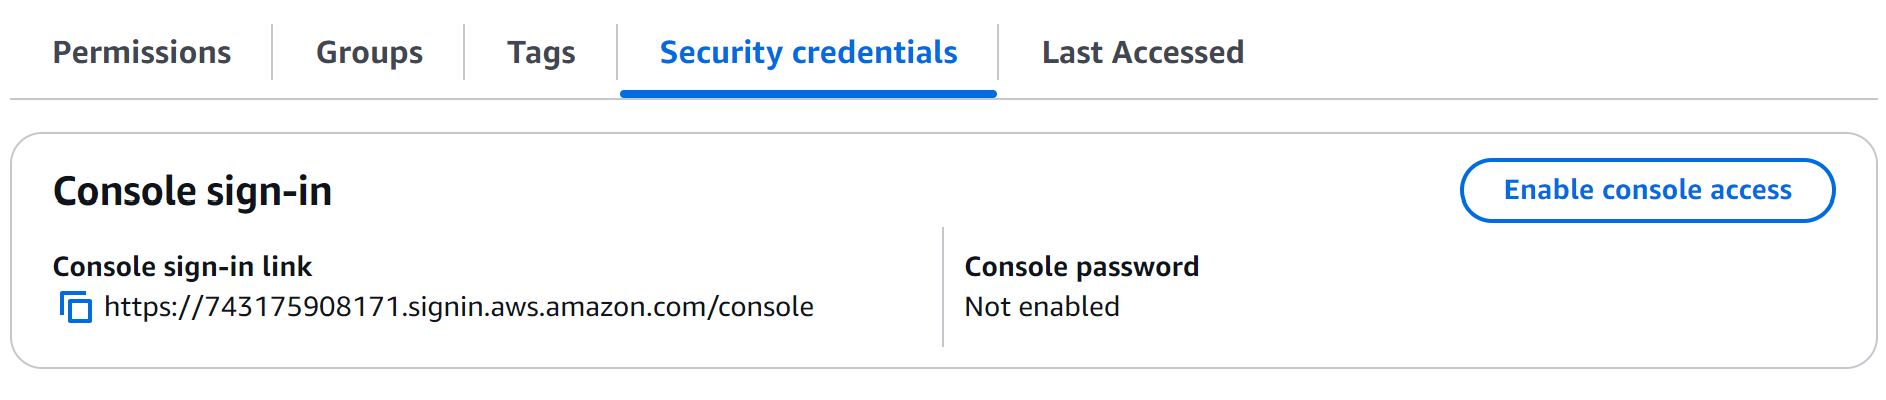 Permissions
Groups
Tags
Security credentials
Last Accessed
Console sign-in
Enable console access
Console sign-in link
https://743175908171.signin.aws.amazon.com/console
Console password
Not enabled